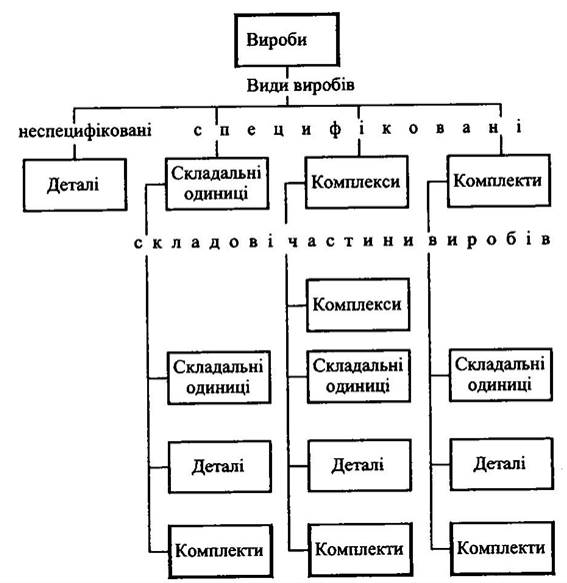 Вироби
Види виробів
неспецифіковані специфіковані
Деталі
Складальні
одиниці
Комплекси
Комплекти
складові частини виробів
Комплекси
Складальні
одиниці
Складальні
одиниці
Складальні
одиниці
Деталі
Деталі
Деталі
Комплекти
Комплекти
Комплекти